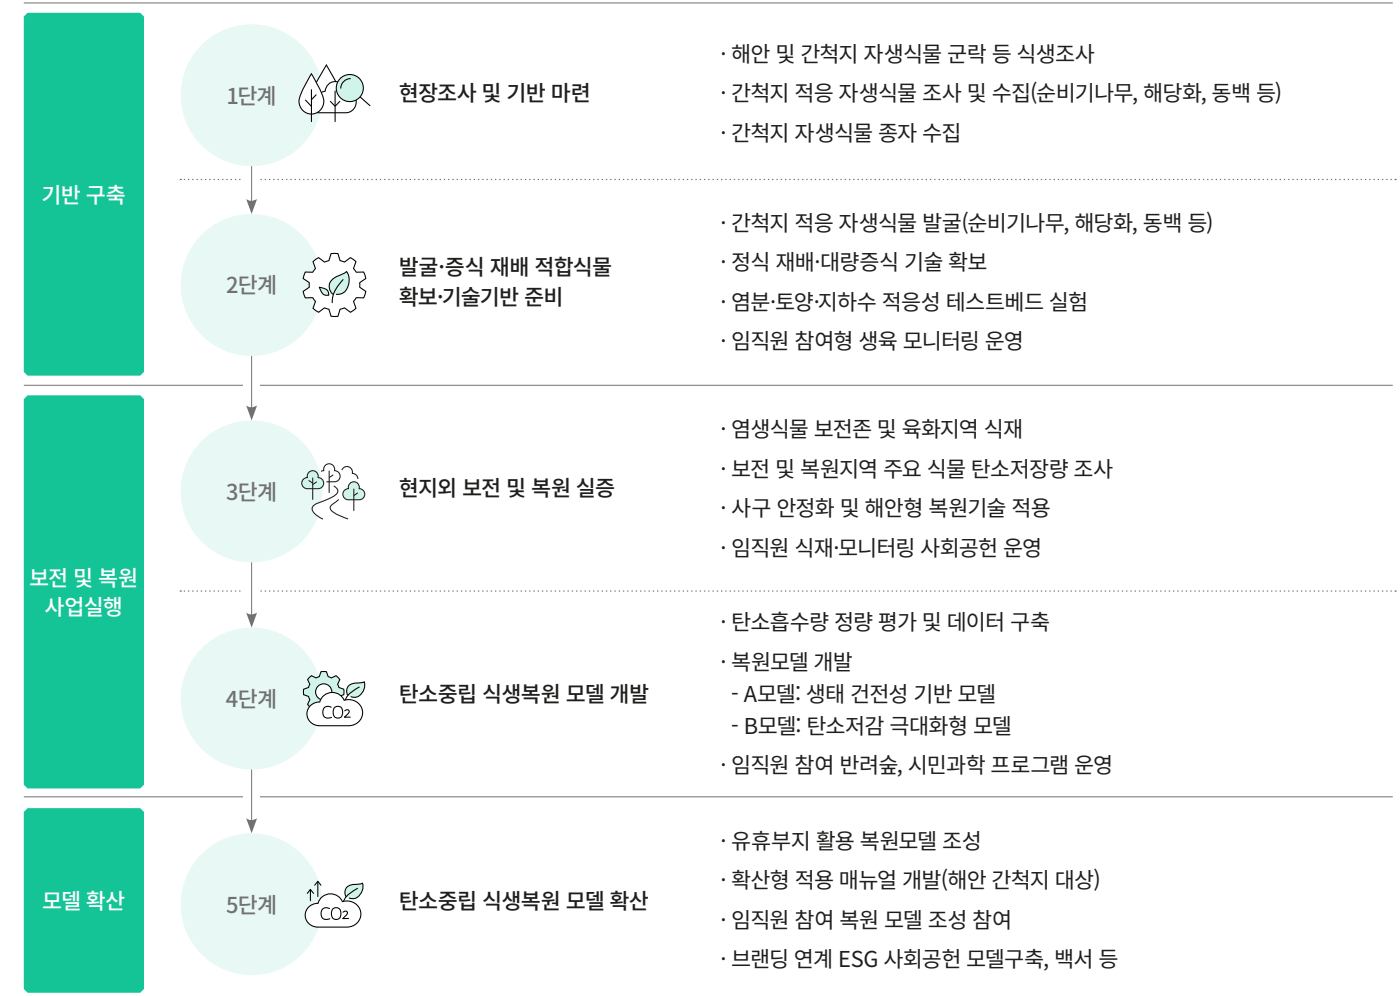 기반 구축
1단계
현장조사 및 기반 마련
· 해안 및 간척지 자생식물 군락 등 식생조사
· 간척지 적응 자생식물 조사 및 수집(순비기나무, 해당화, 동백 등)
· 간척지 자생식물 종자 수집
2단계
발굴·증식 재배 적합식물
확보·기술기반 준비
· 간척지 적응 자생식물 발굴(순비기나무, 해당화, 동백 등)
· 정식 재배·대량증식 기술 확보
· 염분·토양·지하수 적응성 테스트베드 실험
· 임직원 참여형 생육 모니터링 운영
보전 및 복원
사업실행
3단계
현지외 보전 및 복원 실증
· 염생식물 보전존 및 육화지역 식재
· 보전 및 복원지역 주요 식물 탄소저장량 조사
· 사구 안정화 및 해안형 복원기술 적용
· 임직원 식재·모니터링 사회공헌 운영
4단계
CO2
탄소중립 식생복원 모델 개발
· 탄소흡수량 정량 평가 및 데이터 구축
· 복원모델 개발
- A모델: 생태 건전성 기반 모델
- B모델: 탄소저감 극대화형 모델
· 임직원 참여 반려숲, 시민과학 프로그램 운영
모델 확산
5단계
CO2
탄소중립 식생복원 모델 확산
· 유휴부지 활용 복원모델 조성
· 확산형 적용 매뉴얼 개발(해안 간척지 대상)
· 임직원 참여 복원 모델 조성 참여
· 브랜딩 연계 ESG 사회공헌 모델구축, 백서 등